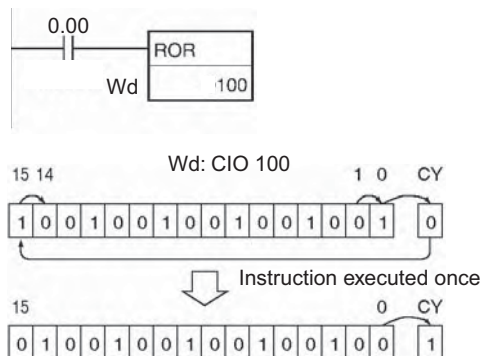 0.00
ROR
Wd 100
Wd: CIO 100
15 14 1 0 CY
1 0 0 1 0 0 1 0 0 1 0 0 1 0 0 1 0
Instruction executed once
15 0 CY
0 1 0 0 1 0 0 1 0 0 1 0 0 1 0 0 1